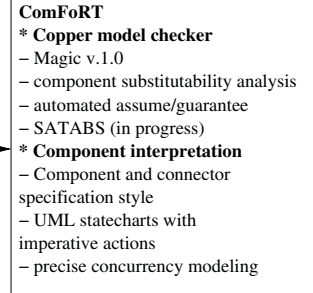 ComFoRT
* Copper model checker
− Magic v.1.0
− component substitutability analysis
− automated assume/guarantee
− SATABS (in progress)
* Component interpretation
− Component and connector
specification style
− UML statecharts with
imperative actions
− precise concurrency modeling